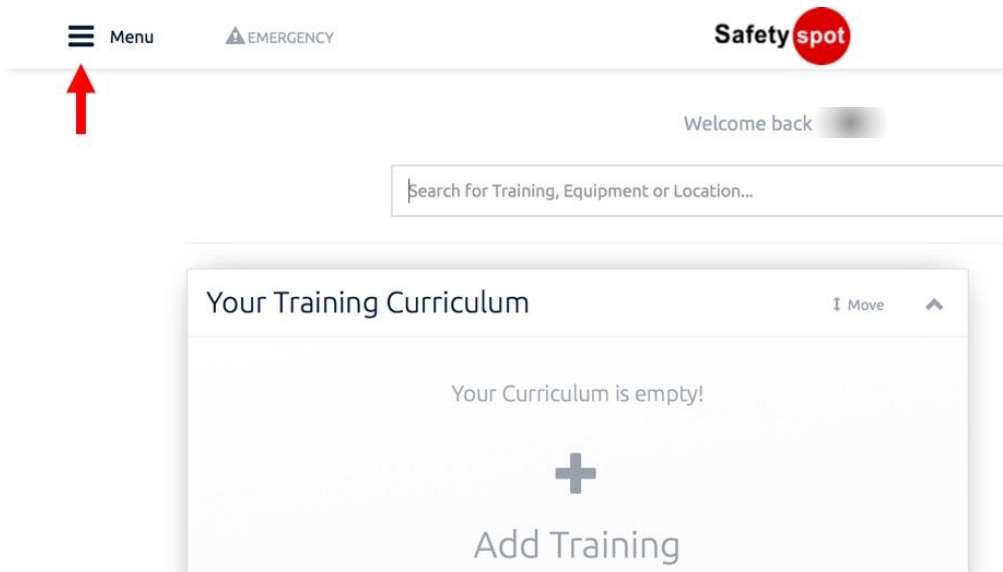 Menu EMERGENCY Safety spot
Welcome back
Search for Training, Equipment or Location...
Your Training Curriculum Move
Your Curriculum is empty!
Add Training